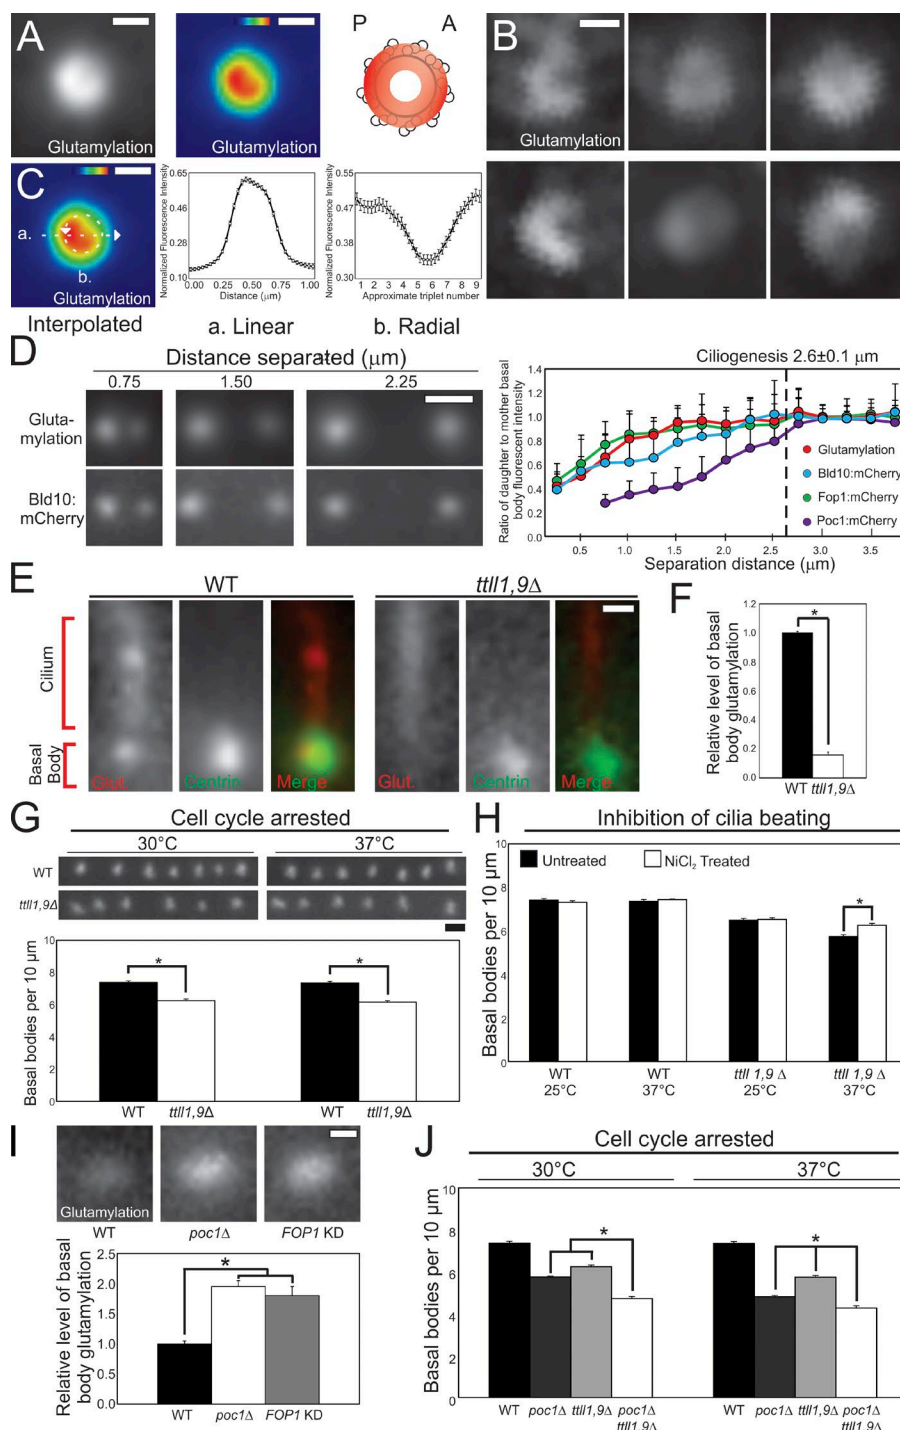 A
Glutamylation
Glutamylation
P A
B
Glutamylation
C
a.
b.
Glutamylation
Interpolated
Normalized Fluorescence Intensity
0.65
0.46
0.28
0.10
0.00 0.25 0.50 0.75 1.00
Distance (µm)
a. Linear
Normalized Fluorescence Intensity
0.55
0.47
0.38
0.30
1 2 3 4 5 6 7 8 9
Approximate triplet number
b. Radial
D
Distance separated (µm)
0.75 1.50 2.25
Gluta-
mylation
Bld10:
mCherry
Ciliogenesis 2.6±0.1 µm
Ratio of daughter to mother basal
body fluorescent intensity
1.4
1.2
1.0
0.8
0.6
0.4
0.2
0.0
Glutamylation
Bld10:mCherry
Fop1:mCherry
Poc1:mCherry
0.5 1.0 1.5 2.0 2.5 3.0 3.5
Separation distance (µm)
E
WT
ttll1,9Δ
Cilium
Basal
Body
Glut. Centrin Merge Glut. Centrin Merge
F
Relative level of basal
body glutamylation
1.2
1.0
0.8
0.6
0.4
0.2
0
*
WT ttll1,9Δ
G
Cell cycle arrested
30°C 37°C
WT
ttll1,9Δ
Basal bodies per 10 µm
10
8
6
4
2
0
* *
WT ttll1,9Δ WT ttll1,9Δ
H
Inhibition of cilia beating
Untreated NiCl2 Treated
Basal bodies per 10 µm
10
8
6
4
2
0
*
WT WT ttll 1,9 Δ ttll 1,9 Δ
25°C 37°C 25°C 37°C
I
Glutamylation
WT poc1Δ FOP1 KD
Relative level of basal
body glutamylation
2.5
2.0
1.5
1.0
0
*
WT poc1Δ FOP1 KD
J
Cell cycle arrested
30°C 37°C
Basal bodies per 10 µm
10
8
6
4
2
0
* *
WT poc1Δ ttll1,9Δ poc1Δ WT poc1Δ ttll1,9Δ poc1Δ
ttll1,9Δ ttll1,9Δ